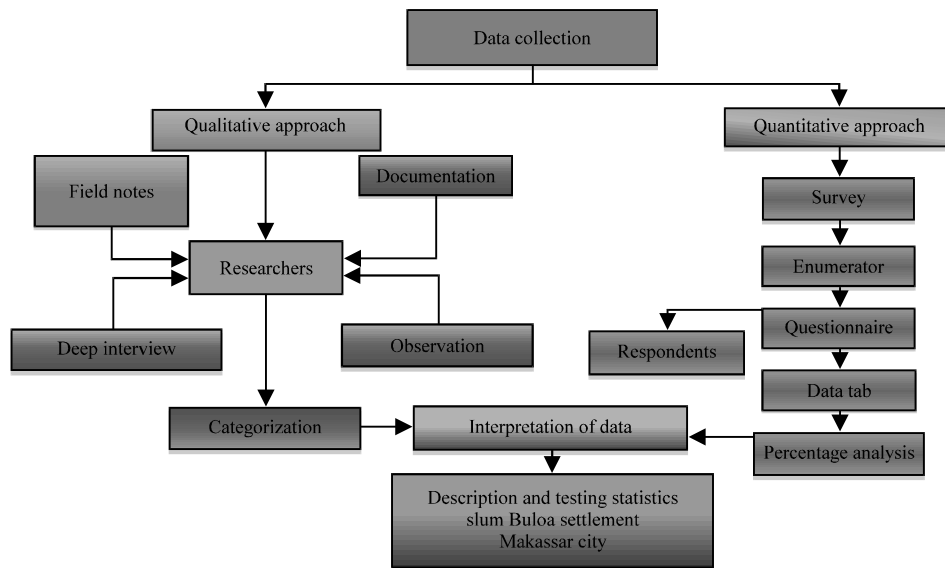 Data collection
Qualitative approach
Quantitative approach
Field notes
Documentation
Survey
Researchers
Enumerator
Deep interview
Observation
Questionnaire
Respondents
Data tab
Categorization
Interpretation of data
Percentage analysis
Description and testing statistics
slum Buloa settlement
Makassar city